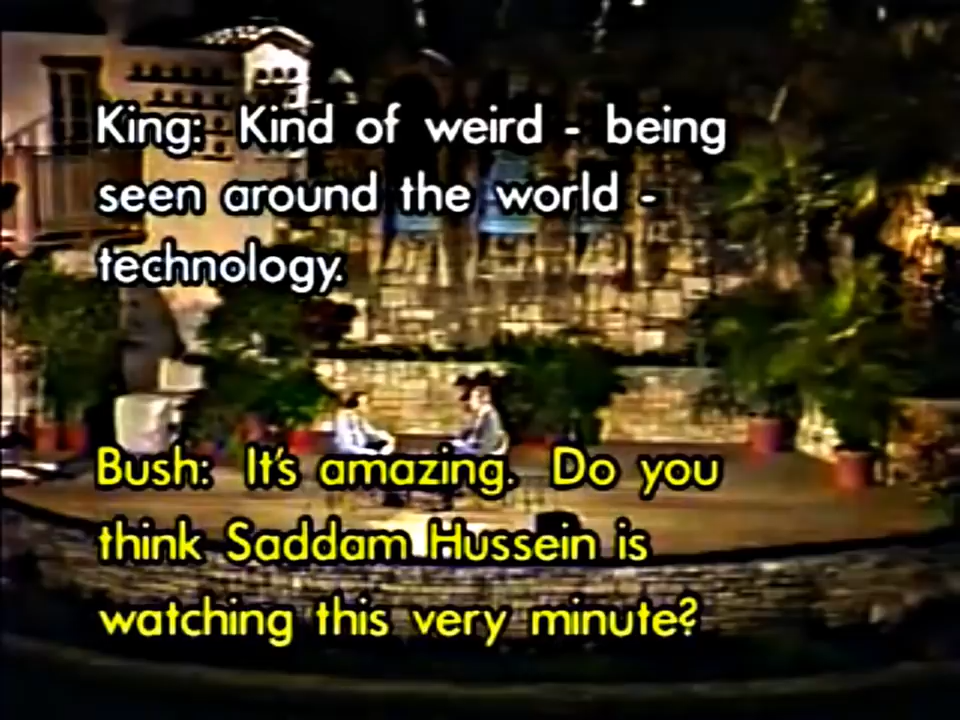 King: Kind of weird - being
seen around the world -
technology.
Bush: It's amazing. Do you
think Saddam Hussein is
watching this very minute?